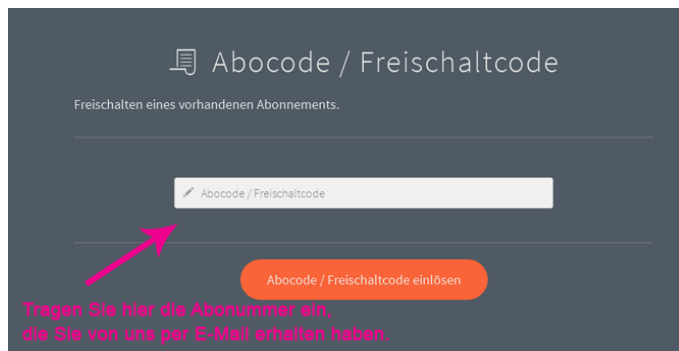 Abocode / Freischaltcode
Freischalten eines vorhandenen Abonnements.
Abocode / Freischaltcode
Abocode / Freischaltcode einlösen
Tragen Sie hier die Abonummer ein,
die Sie von uns per E-Mail erhalten haben.